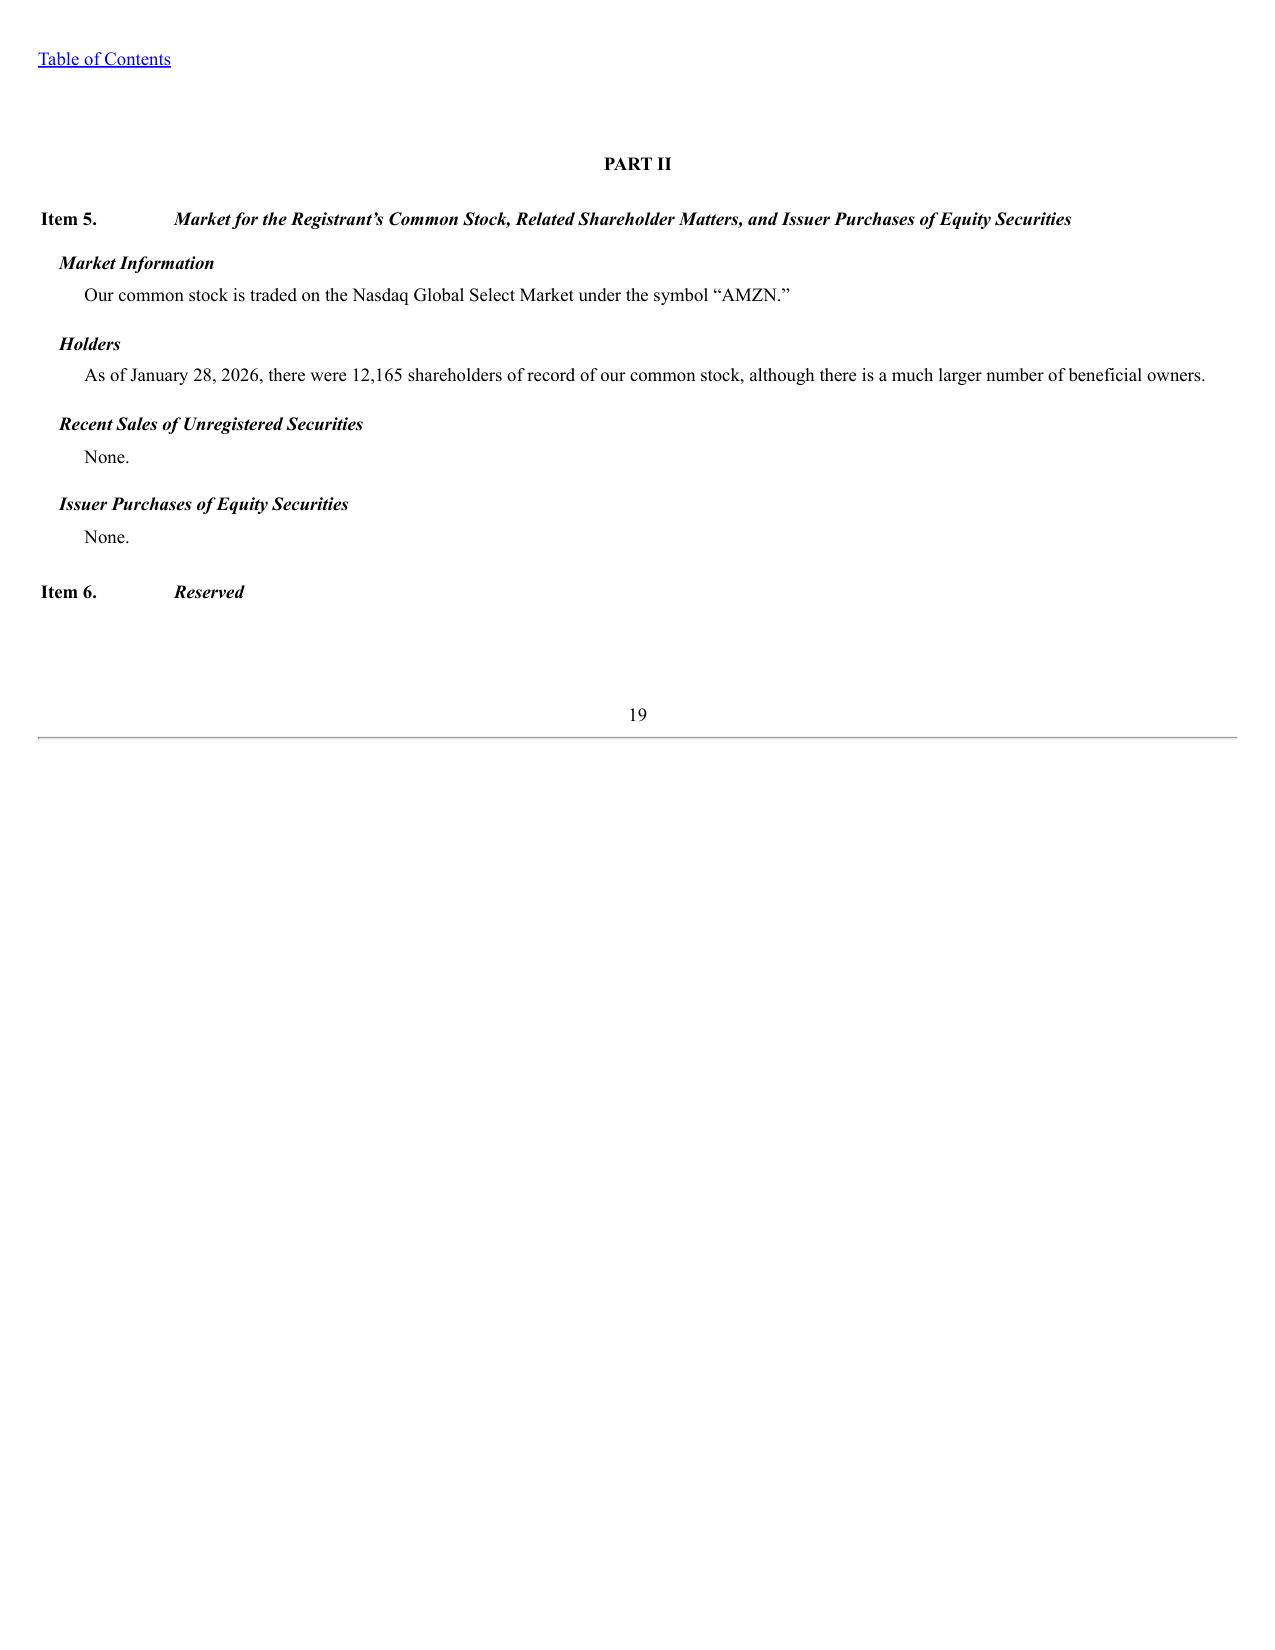 Table of Contents
PART II
Item 5. Market for the Registrant’s Common Stock, Related Shareholder Matters, and Issuer Purchases of Equity Securities
Market Information
Our common stock is traded on the Nasdaq Global Select Market under the symbol “AMZN.”
Holders
As of January 28, 2026, there were 12,165 shareholders of record of our common stock, although there is a much larger number of beneficial owners.
Recent Sales of Unregistered Securities
None.
Issuer Purchases of Equity Securities
None.
Item 6. Reserved
19